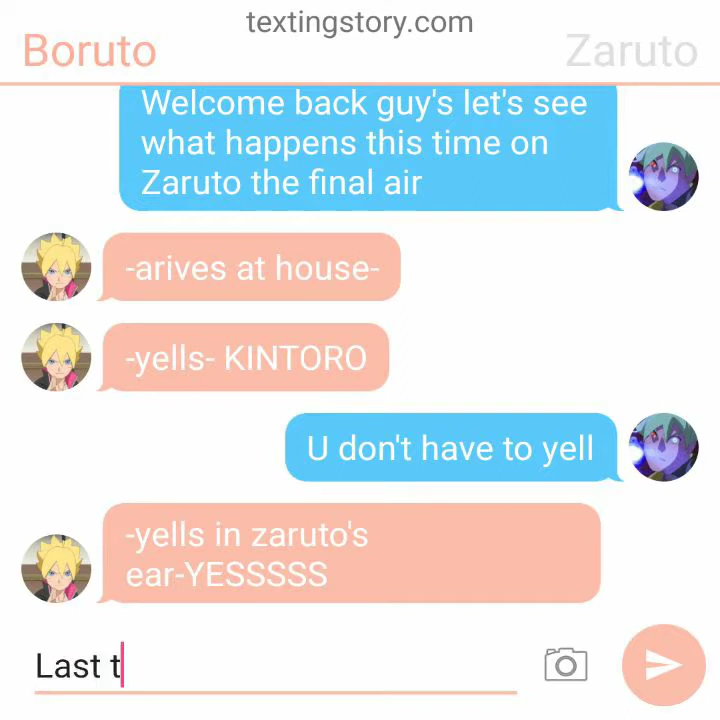 textingstory.com
Boruto
Zaruto
Welcome back guy's let's see
what happens this time on
Zaruto the final air
-arives at house-
-yells- KINTORO
U don't have to yell
-yells in zaruto's
ear-YESSSSS
Last t